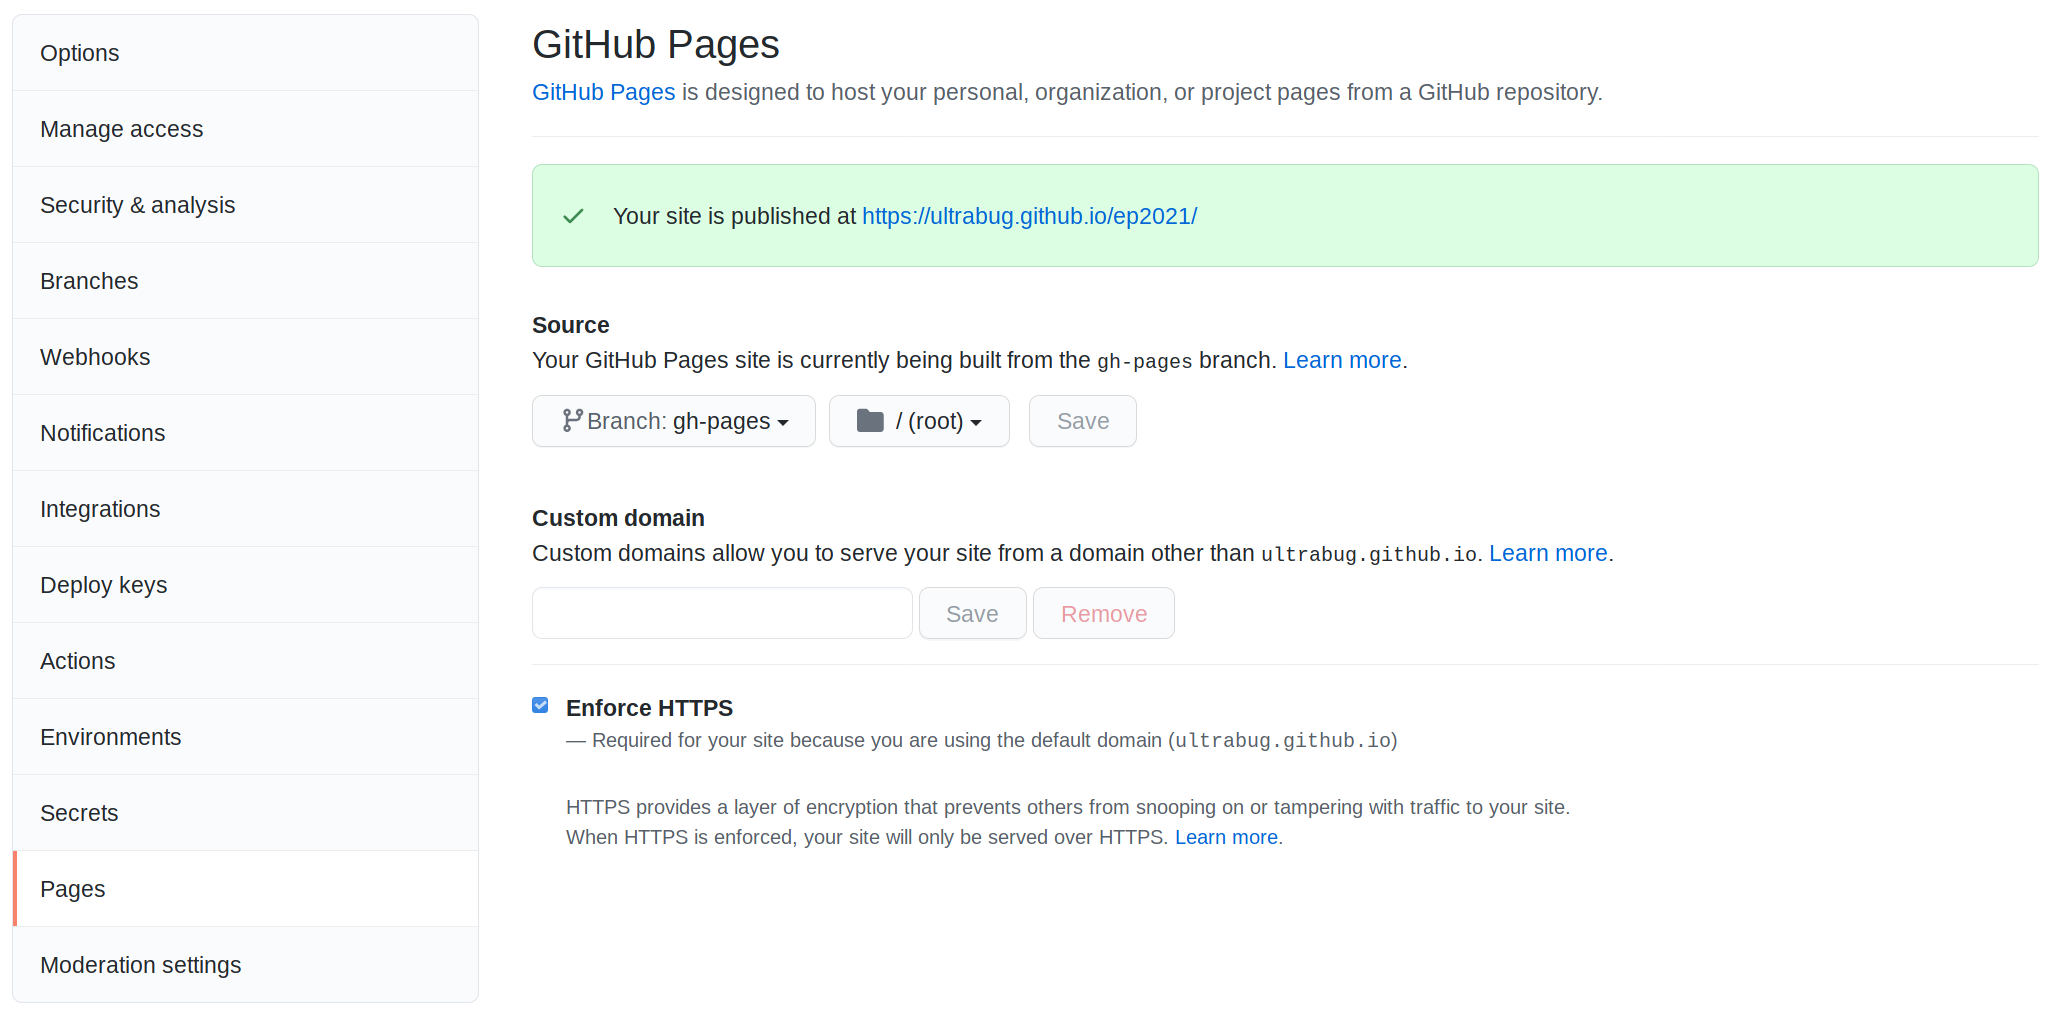 Options
Manage access
Security & analysis
Branches
Webhooks
Notifications
Integrations
Deploy keys
Actions
Environments
Secrets
Pages
Moderation settings
GitHub Pages
GitHub Pages is designed to host your personal, organization, or project pages from a GitHub repository.
Your site is published at https://ultrabug.github.io/ep2021/
Source
Your GitHub Pages site is currently being built from the gh-pages branch. Learn more.
Branch: gh-pages / (root) Save
Custom domain
Custom domains allow you to serve your site from a domain other than ultrabug.github.io. Learn more.
Save Remove
Enforce HTTPS
— Required for your site because you are using the default domain (ultrabug.github.io)
HTTPS provides a layer of encryption that prevents others from snooping on or tampering with traffic to your site.
When HTTPS is enforced, your site will only be served over HTTPS. Learn more.